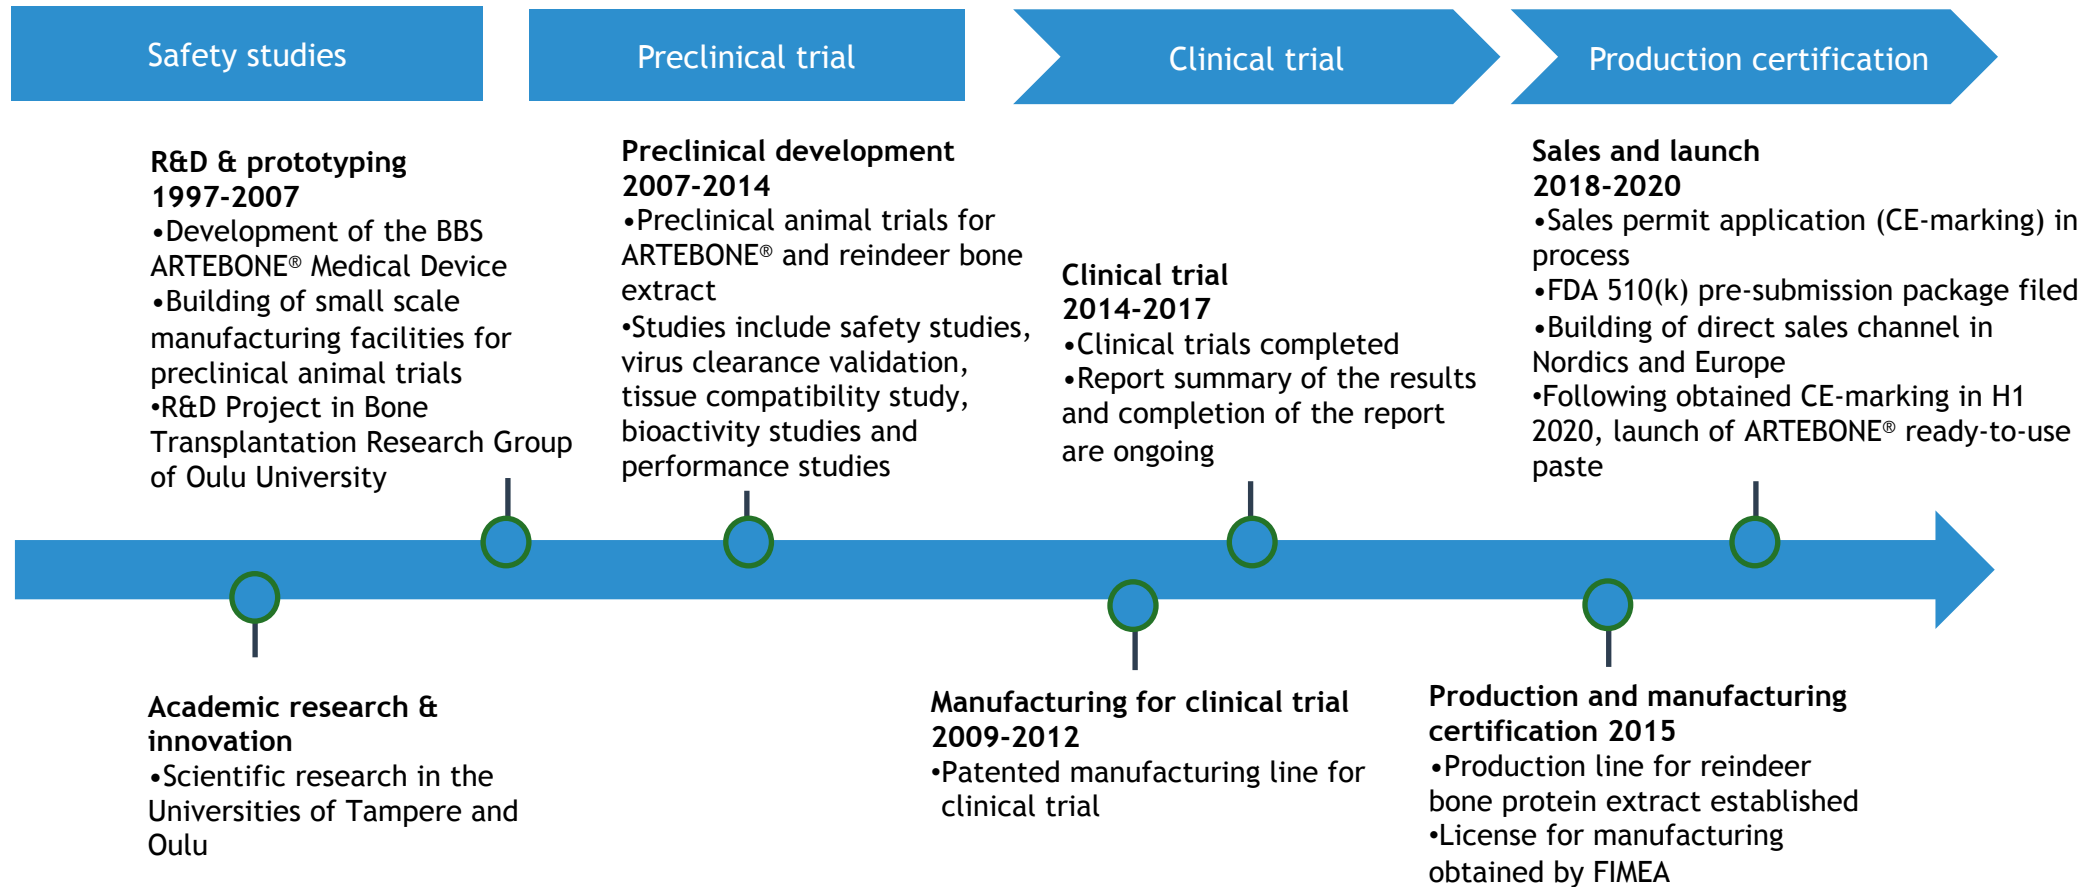 Safety studies
Preclinical trial
Clinical trial
Production certification
R&D & prototyping
1997-2007
•Development of the BBS
ARTEBONE® Medical Device
•Building of small scale
manufacturing facilities for
preclinical animal trials
•R&D Project in Bone
Transplantation Research Group
of Oulu University
Preclinical development
2007-2014
•Preclinical animal trials for
ARTEBONE® and reindeer bone
extract
•Studies include safety studies,
virus clearance validation,
tissue compatibility study,
bioactivity studies and
performance studies
Clinical trial
2014-2017
•Clinical trials completed
•Report summary of the results
and completion of the report
are ongoing
Sales and launch
2018-2020
•Sales permit application (CE-marking) in
process
•FDA 510(k) pre-submission package filed
•Building of direct sales channel in
Nordics and Europe
•Following obtained CE-marking in H1
2020, launch of ARTEBONE® ready-to-use
paste
Academic research &
innovation
•Scientific research in the
Universities of Tampere and
Oulu
Manufacturing for clinical trial
2009-2012
•Patented manufacturing line for
clinical trial
Production and manufacturing
certification 2015
•Production line for reindeer
bone protein extract established
•License for manufacturing
obtained by FIMEA